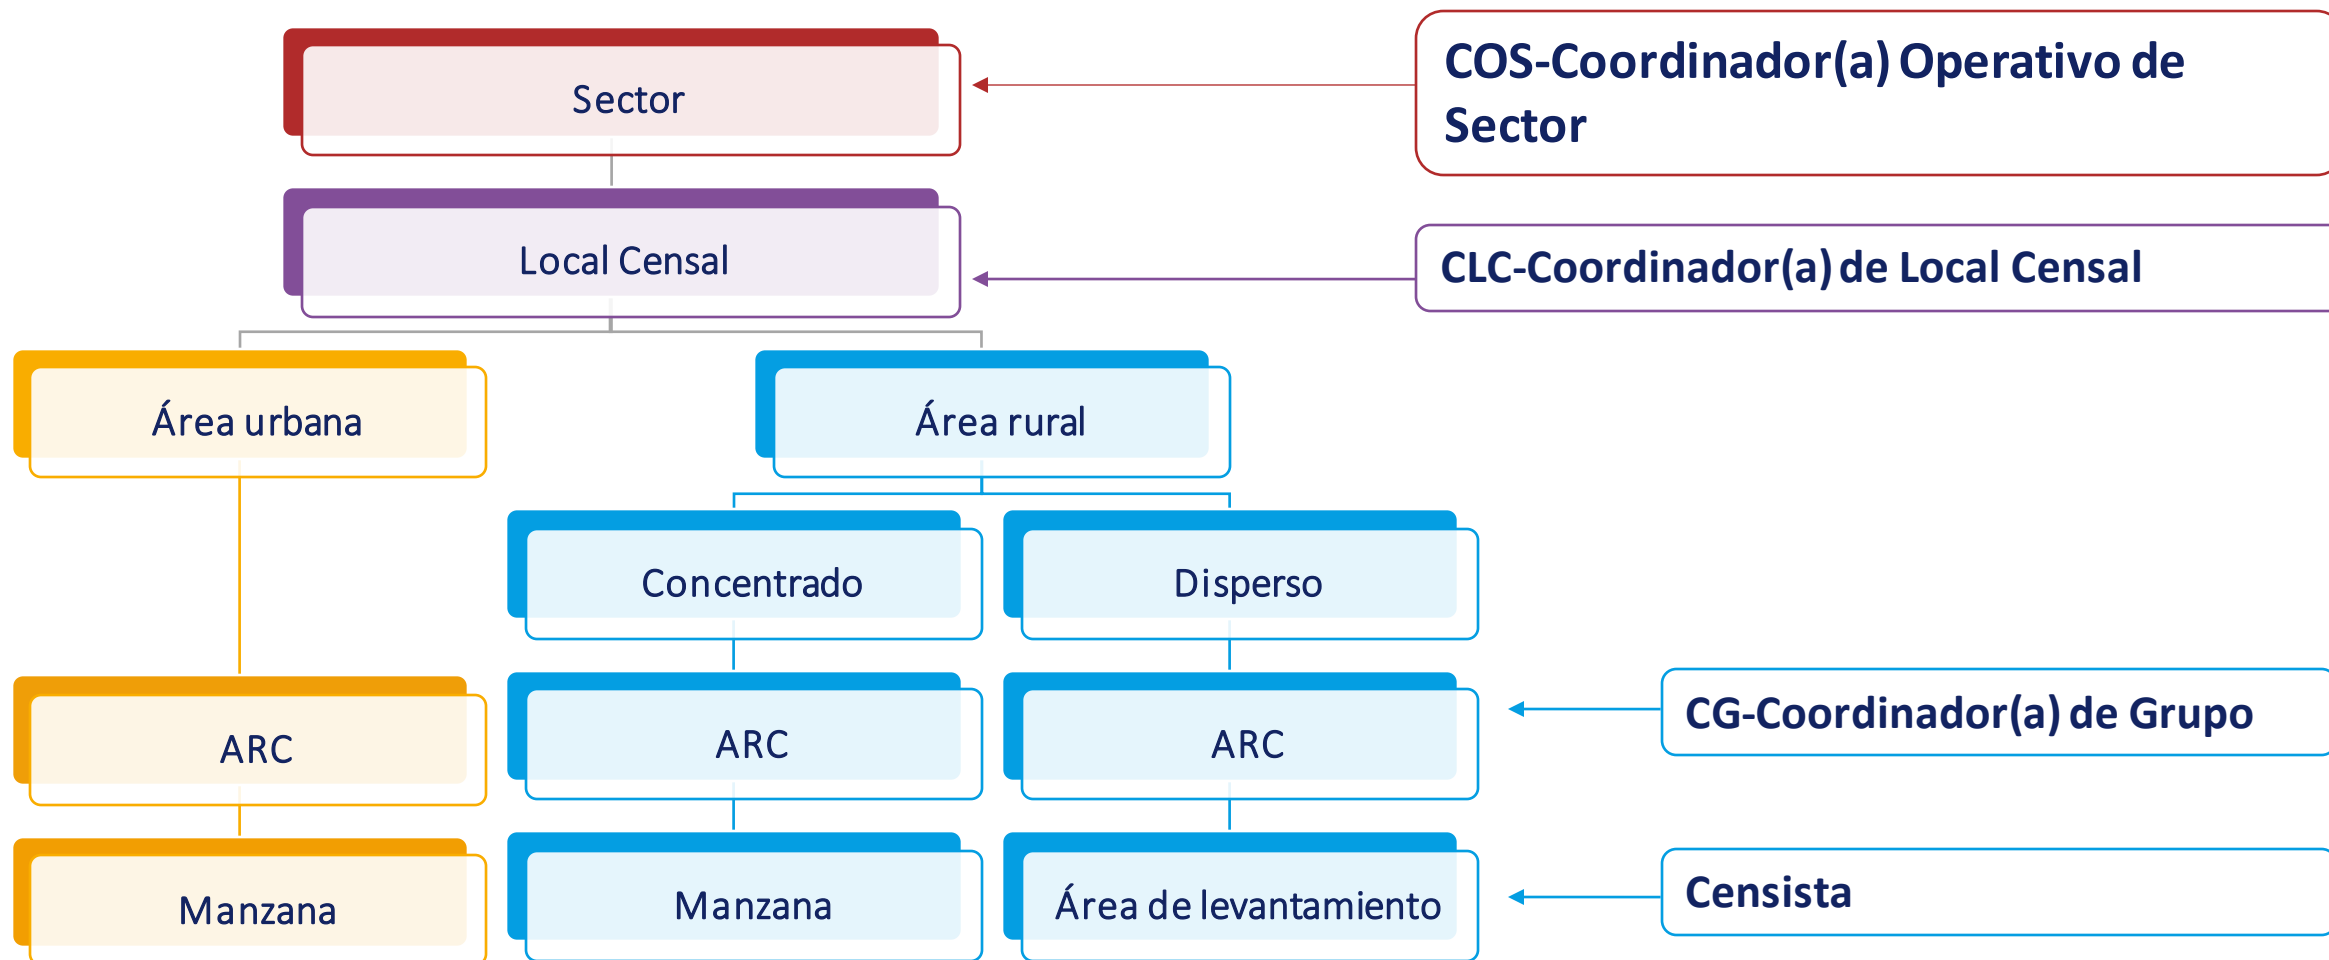 Sector
COS-Coordinador(a) Operativo de
Sector
Local Censal
CLC-Coordinador(a) de Local Censal
Área urbana
Área rural
Concentrado
Disperso
ARC
ARC
ARC
CG-Coordinador(a) de Grupo
Manzana
Manzana
Área de levantamiento
Censista